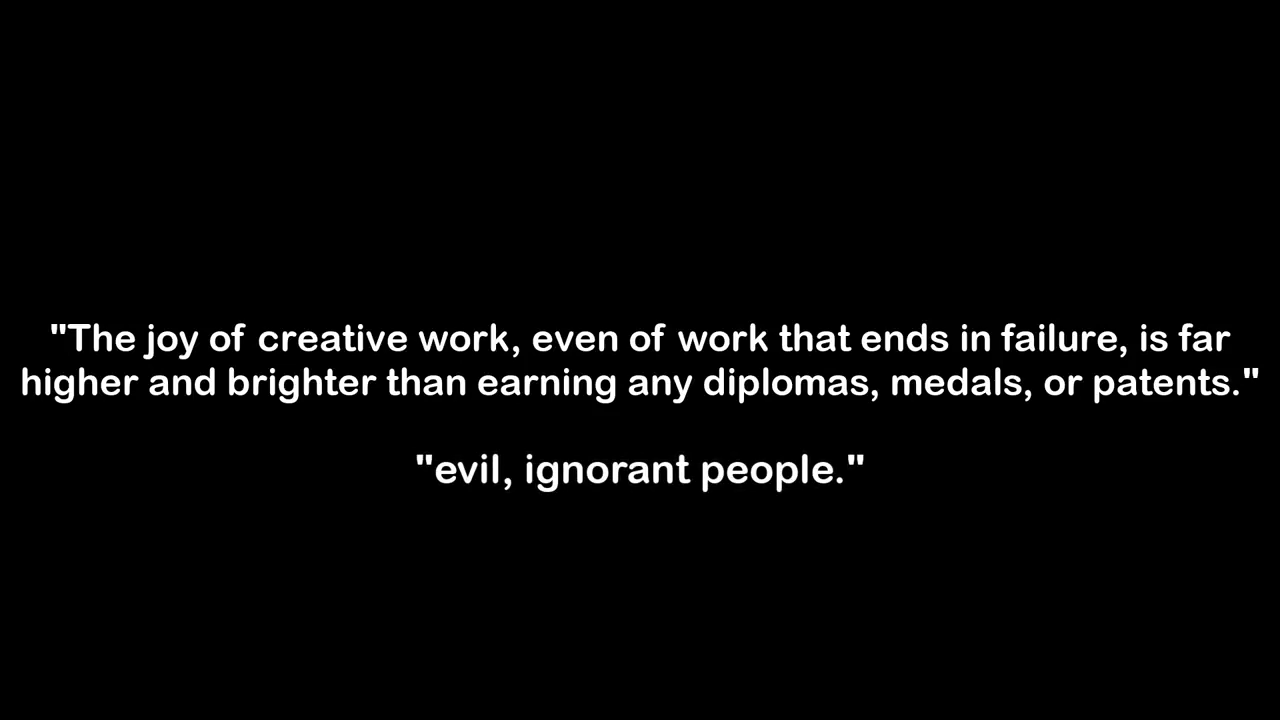 "The joy of creative work, even of work that ends in failure, is far
higher and brighter than earning any diplomas, medals, or patents."
"evil, ignorant people."